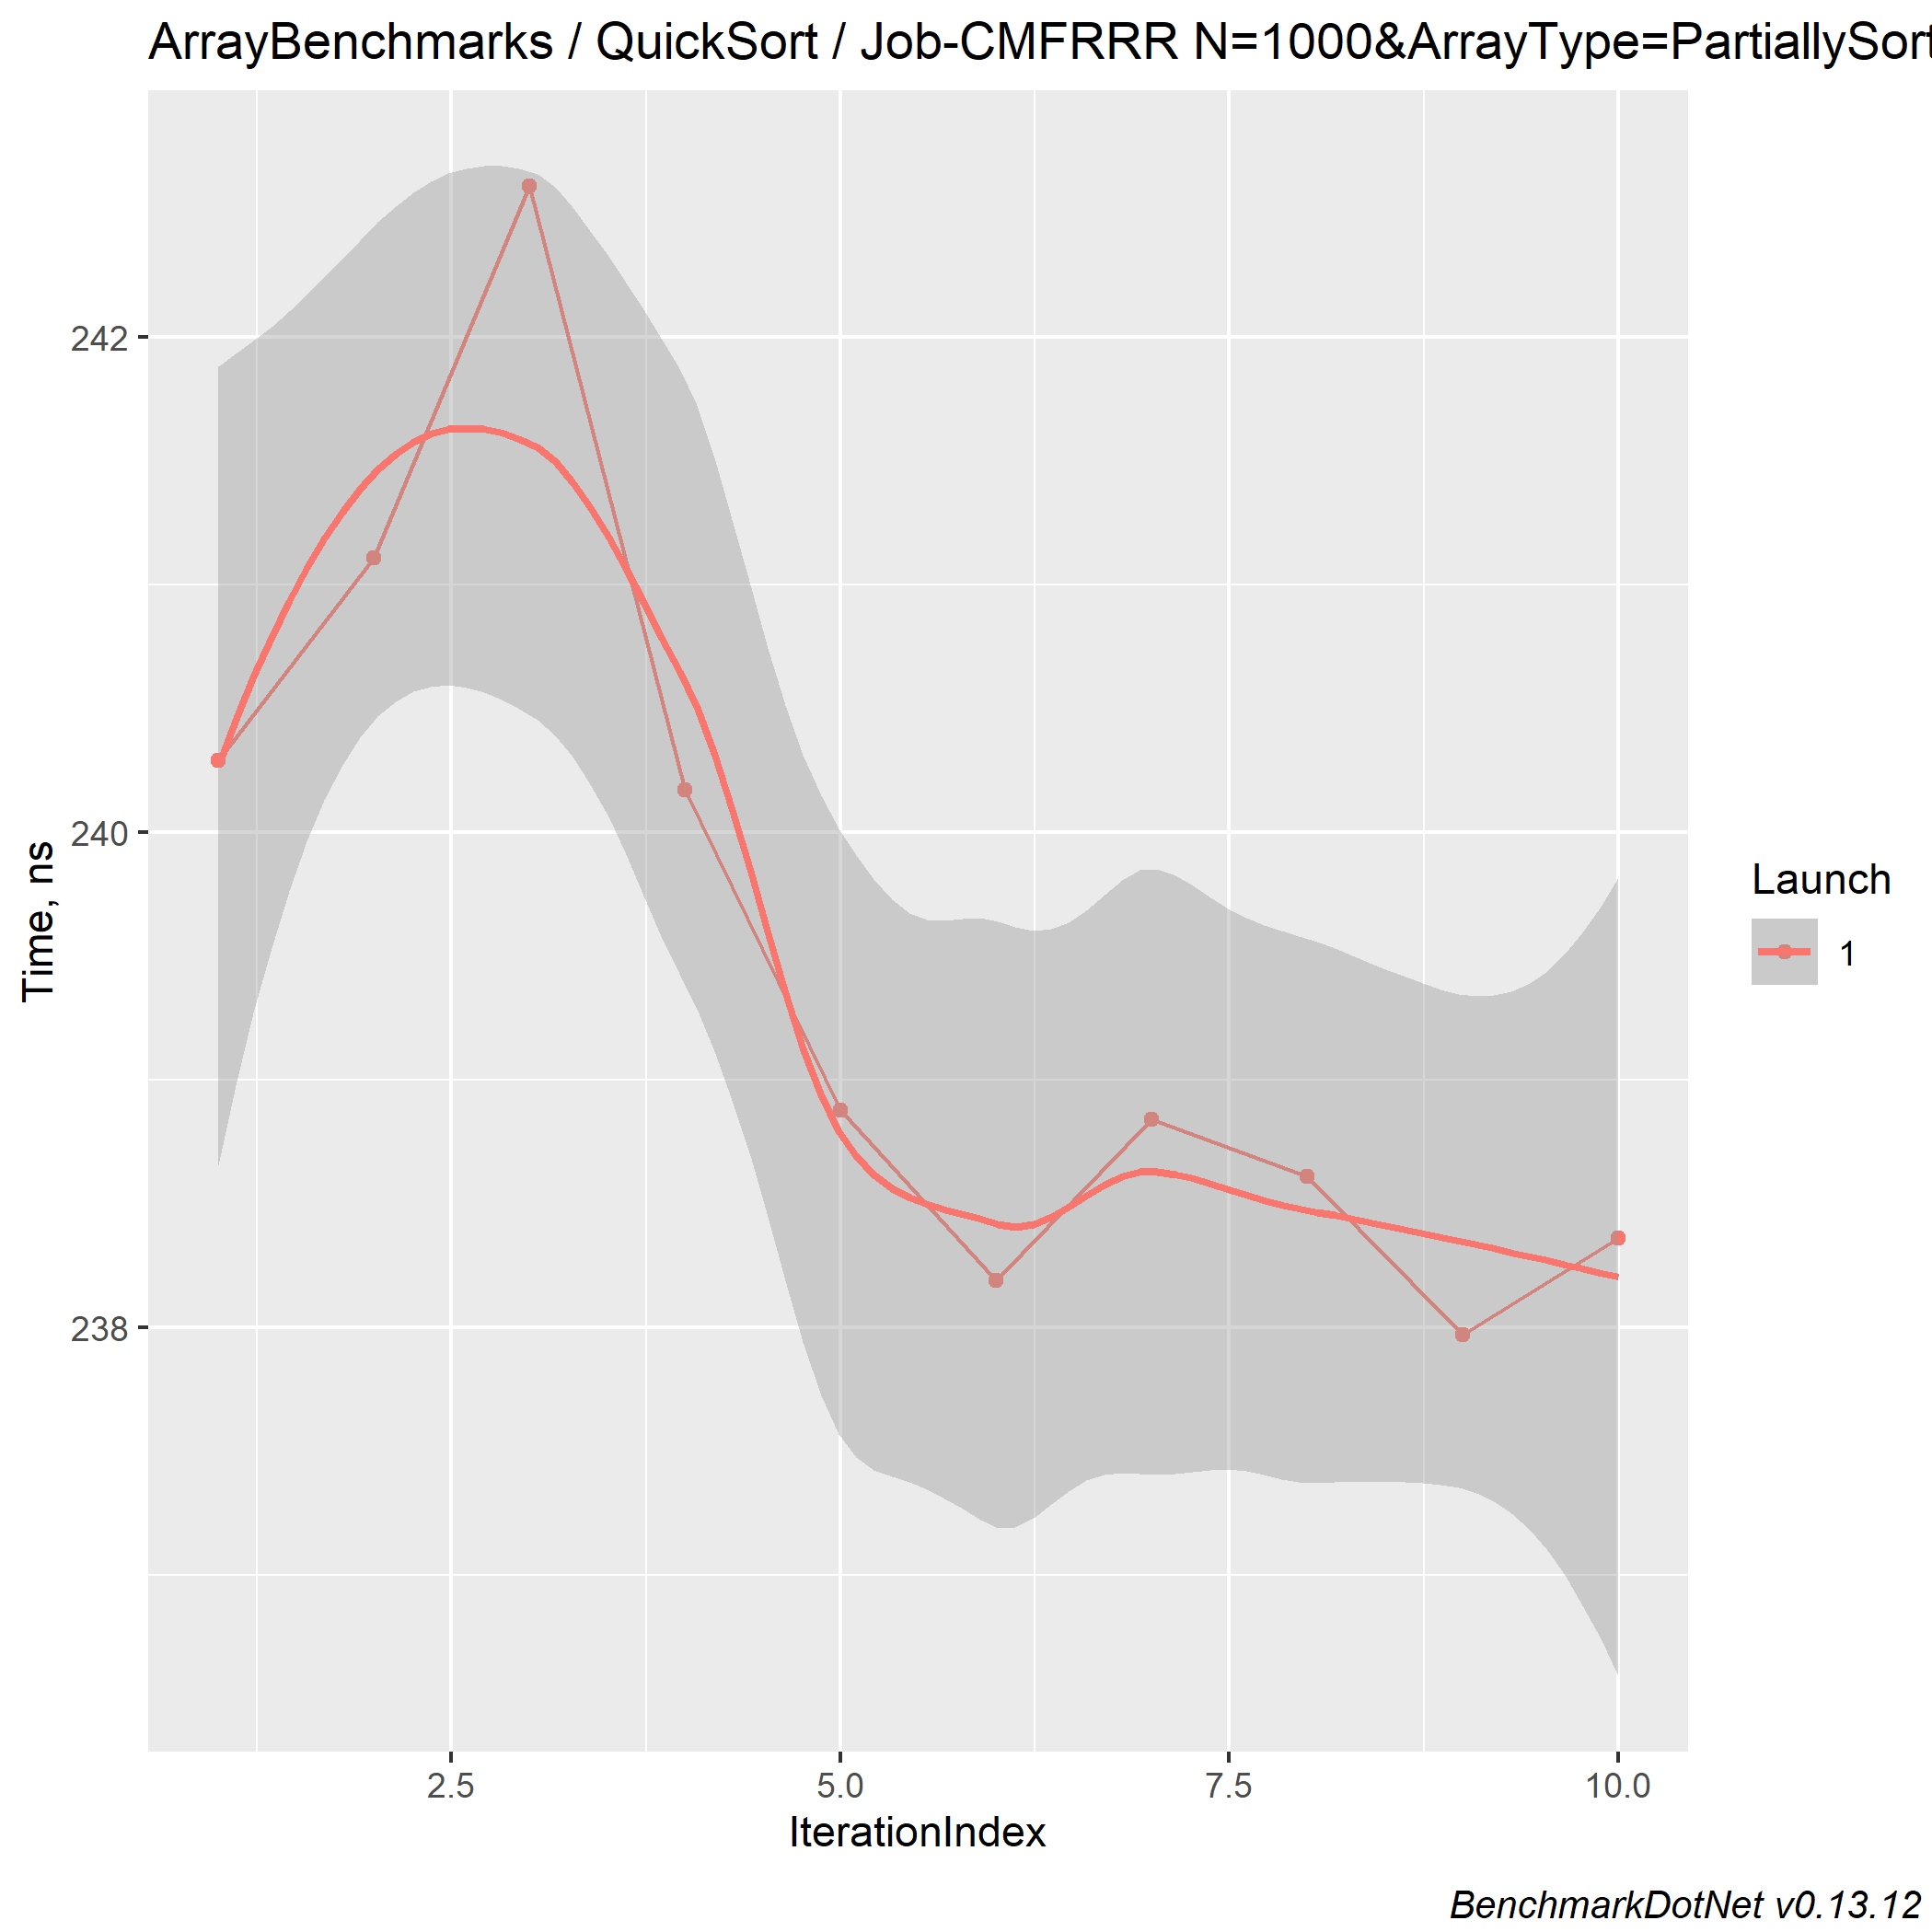 ArrayBenchmarks / QuickSort / Job-CMFRRR N=1000&ArrayType=PartiallySort
242
240
238
Time, ns
2.5 5.0 7.5 10.0
IterationIndex
Launch
1
BenchmarkDotNet v0.13.12